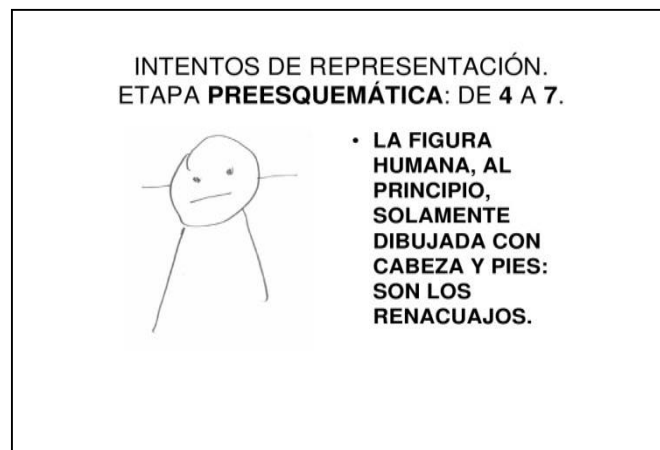 INTENTOS DE REPRESENTACIÓN.
ETAPA PREESQUEMÁTICA: DE 4 A 7.
• LA FIGURA
HUMANA, AL
PRINCIPIO,
SOLAMENTE
DIBUJADA CON
CABEZA Y PIES:
SON LOS
RENACUAJOS.